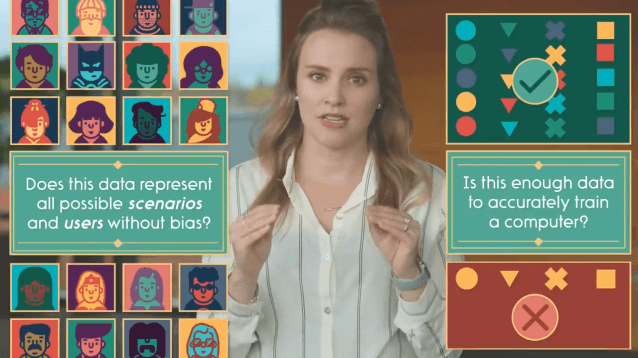 Does this data represent
all possible scenarios
and users without bias?
Is this enough data
to accurately train
a computer?